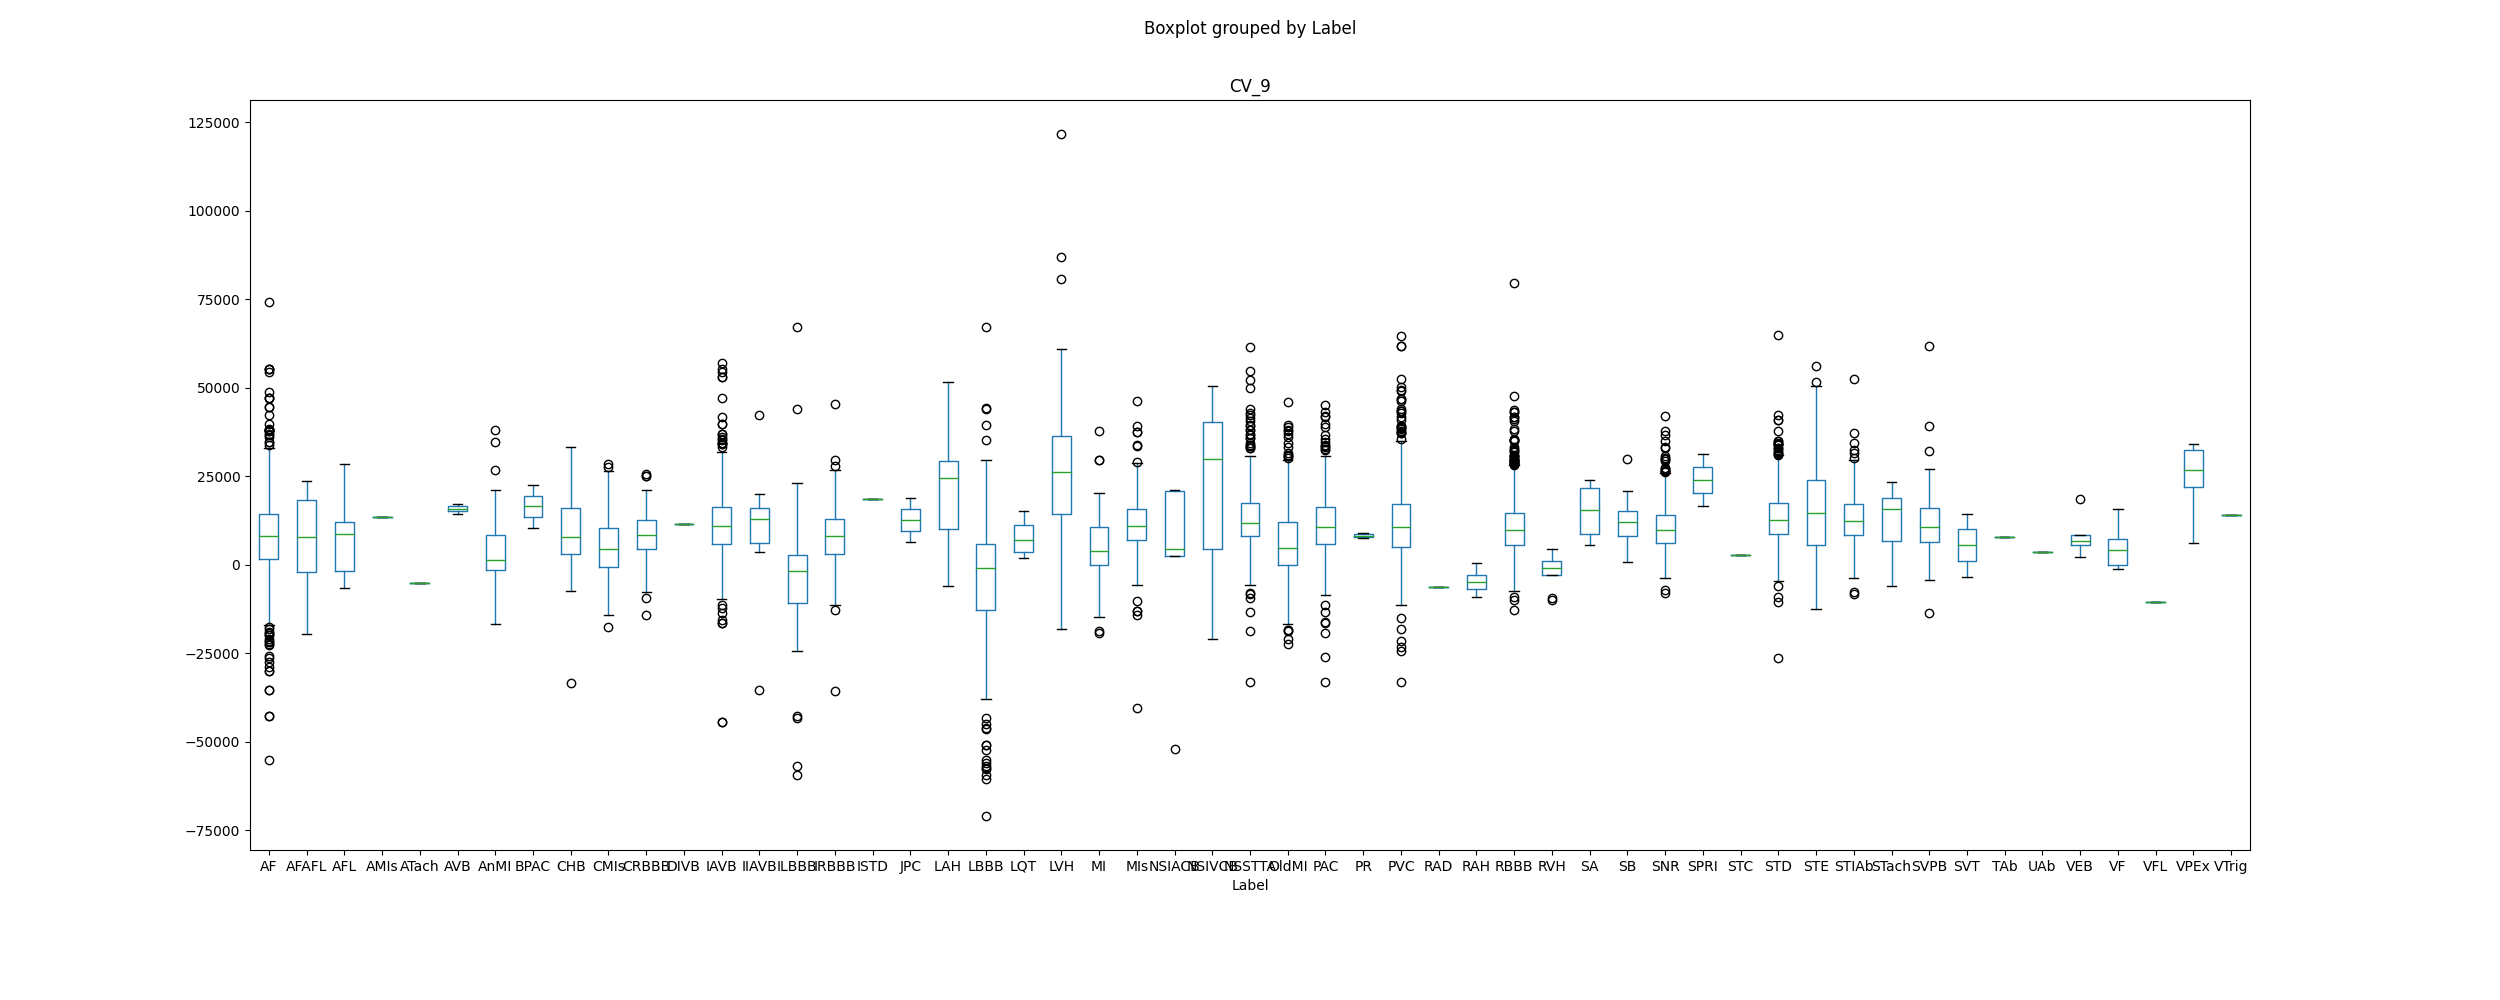 Boxplot grouped by Label
CV_9
125000
100000
75000
50000
25000
0
−25000
−50000
−75000
AF AFAFL AFL AMIs ATach AVB AnMI BPAC CHB CMIs CRBBB DIVB IAVB IIAVB ILBBB IRBBB ISTD JPC LAH LBBB LQT LVH MI MIs NSIACB NSIVCB NSSTTA OldMI PAC PR PVC RAD RAH RBBB RVH SA SB SNR SPRI STC STD STE STIAb STach SVPB SVT TAb UAb VEB VF VFL VPEx VTrig
Label